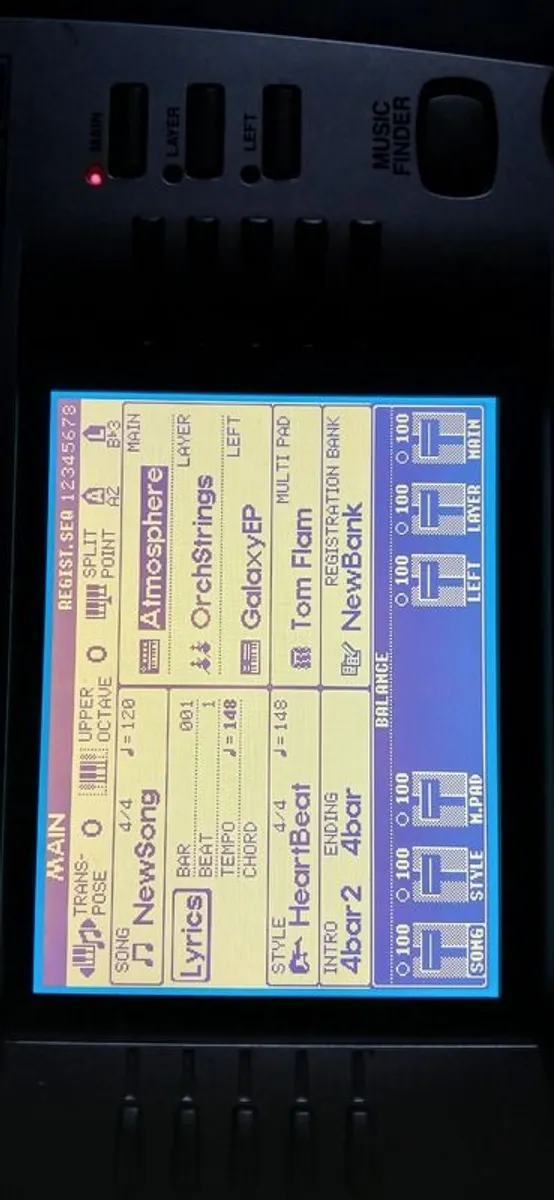 MAIN
REGIST.SEQ 12345678
TRANS-
POSE 0
UPPER
OCTAVE 0
SPLIT
POINT A2 B♭3
SONG 4/4 ♩=120
NewSong
Lyrics
BAR 001
BEAT 1
TEMPO ♩=148
CHORD
STYLE 4/4 ♩=148
HeartBeat
INTRO ENDING
4bar2 4bar
MAIN
Atmosphere
LAYER
OrchStrings
LEFT
GalaxyEP
MULTI PAD
Tom Flam
REGISTRATION BANK
NewBank
BALANCE
100 100 100 100 100 100
SONG STYLE M.PAD LEFT LAYER MAIN
MAIN
LAYER
LEFT
MUSIC
FINDER